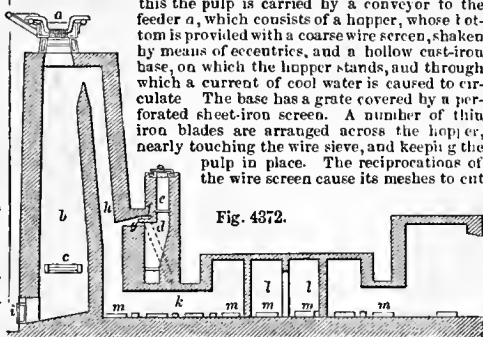 this the pulp is carried by a conveyor to the
feeder a, which consists of a hopper, whose bot-
tom is provided with a coarse wire screen, shaken
by means of eccentrics, and a hollow cast-iron
base, on which the hopper stands, and through
which a current of cool water is caused to cir-
culate The base has a grate covered by a per-
forated sheet-iron screen. A number of thin
iron blades are arranged across the hopper,
nearly touching the wire sieve, and keeping the
pulp in place. The reciprocations of
the wire screen cause its meshes to cut
Fig. 4372.
a
b
c
h
e
d
g
i
k
l
l
m
m
m
m
m